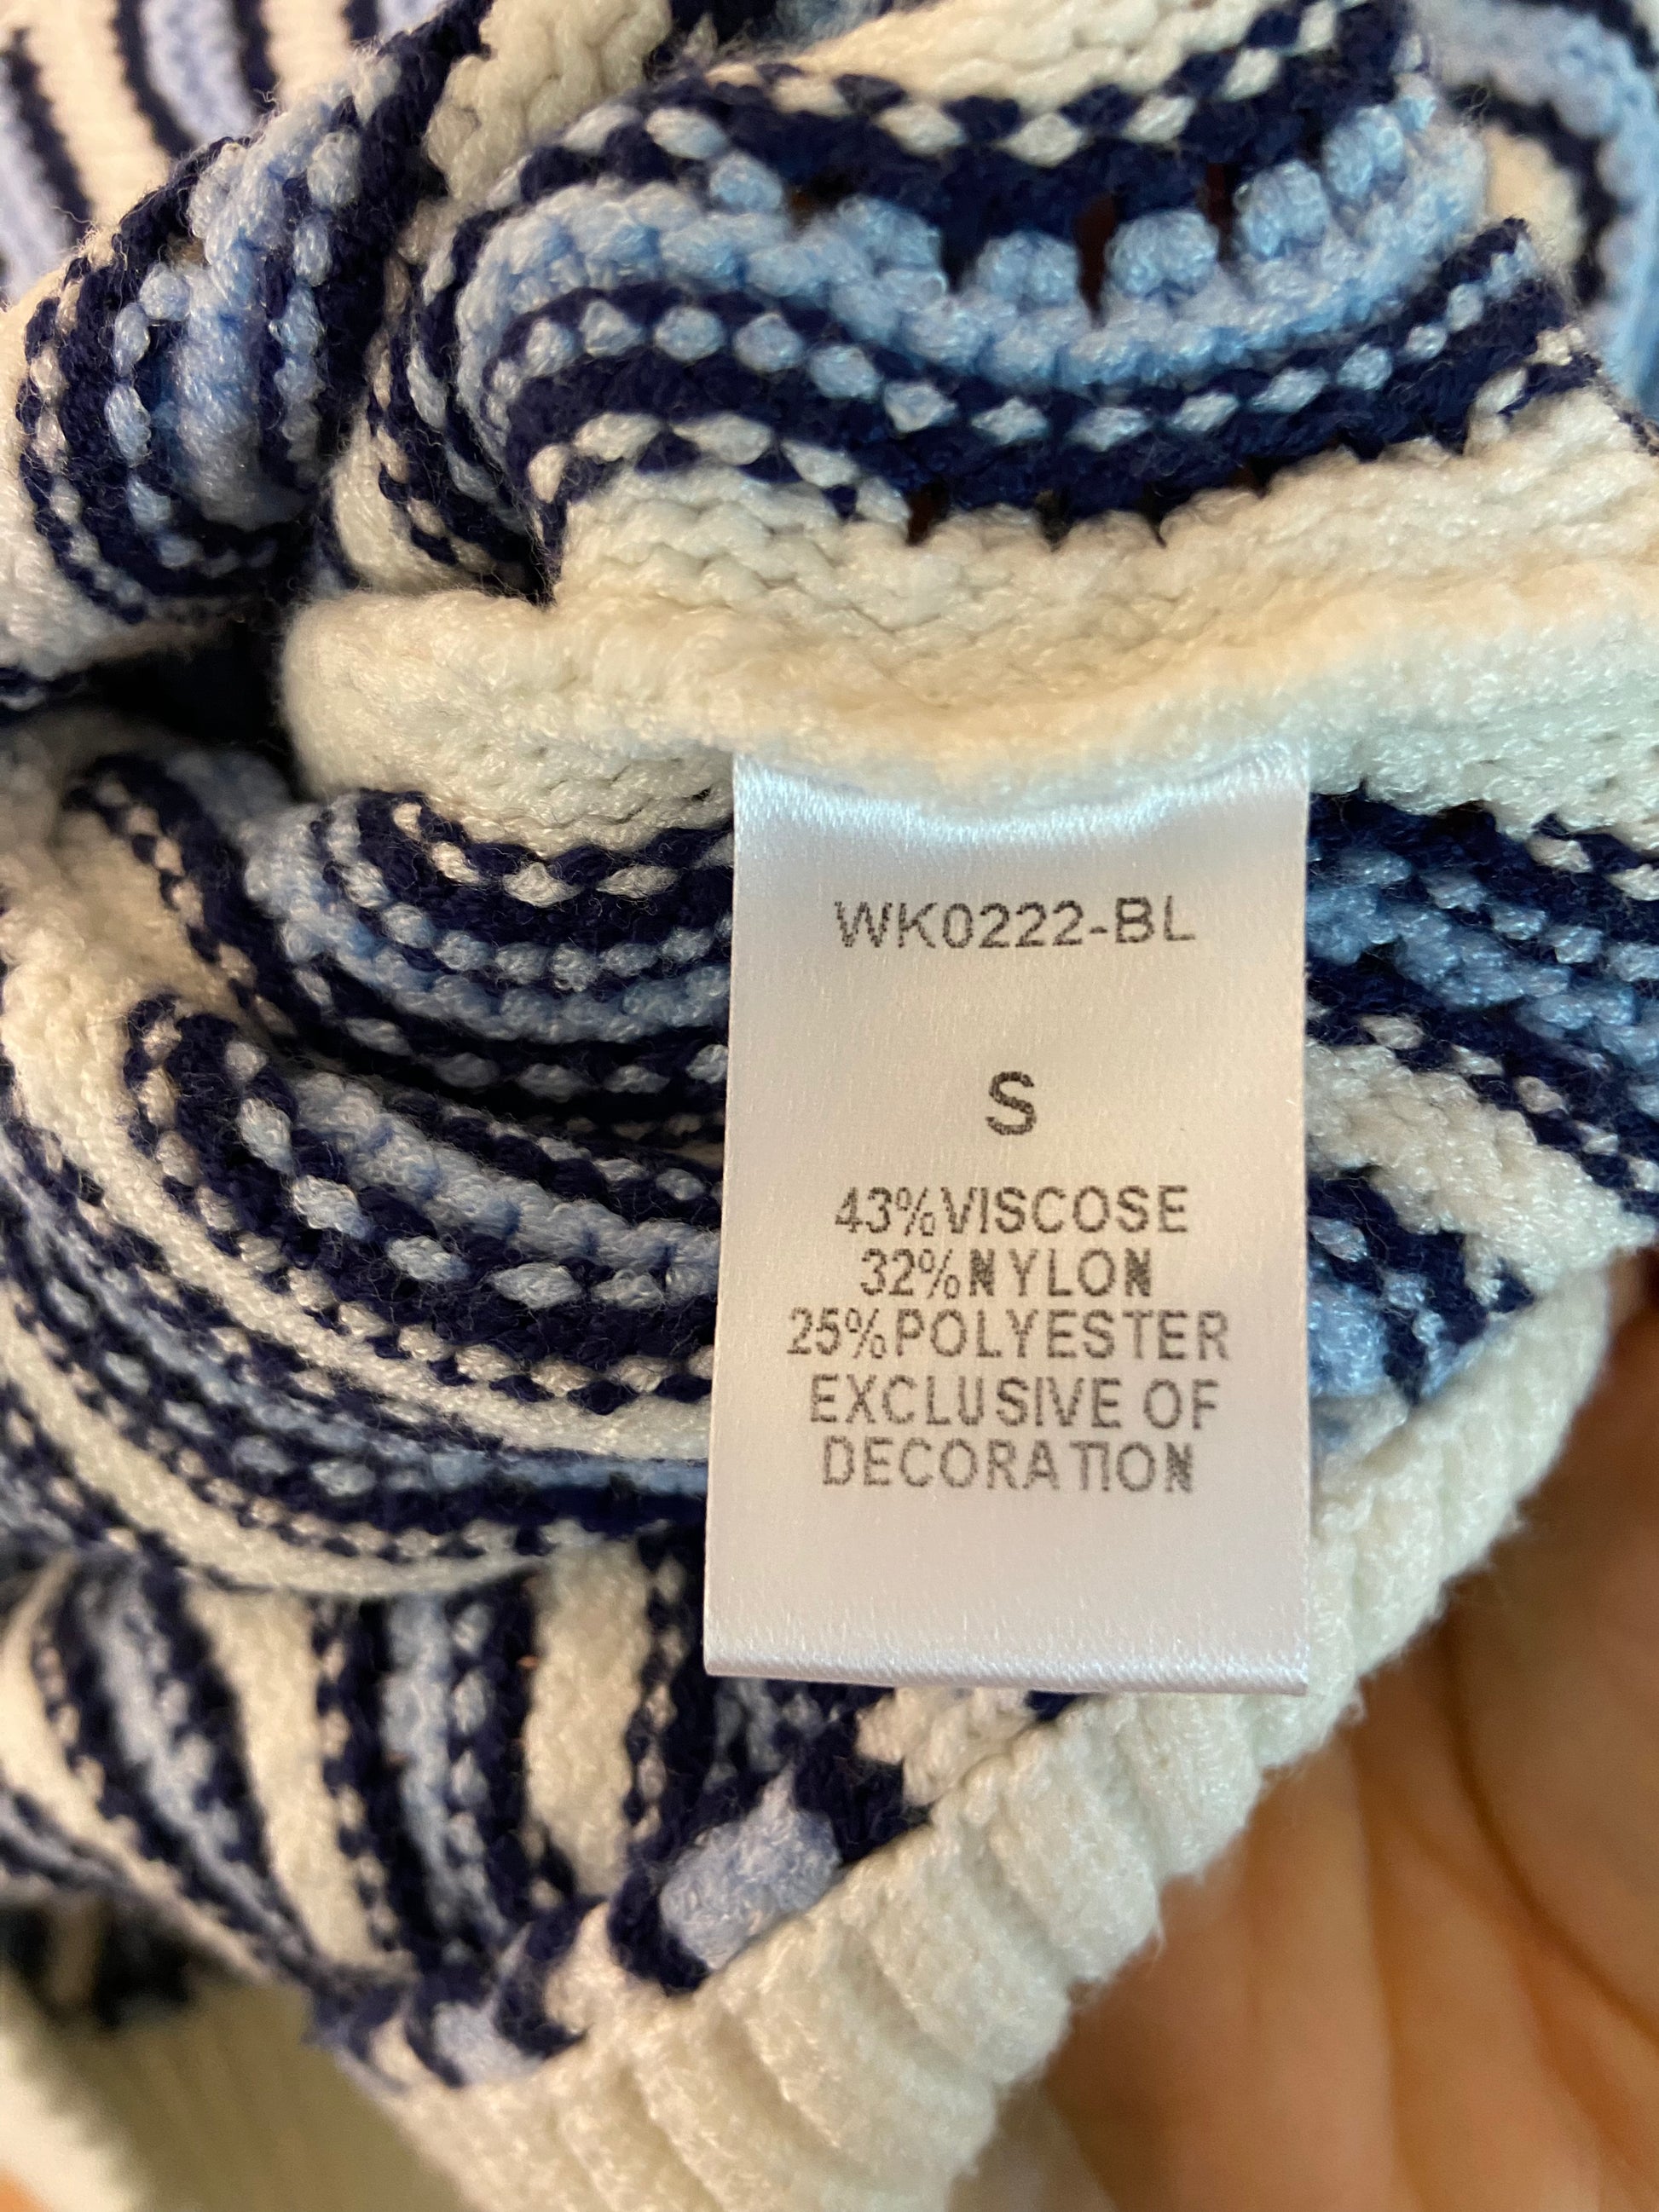 WK0222-BL
S
43%VISCOSE
32%NYLON
25%POLYESTER
EXCLUSIVE OF
DECORATION